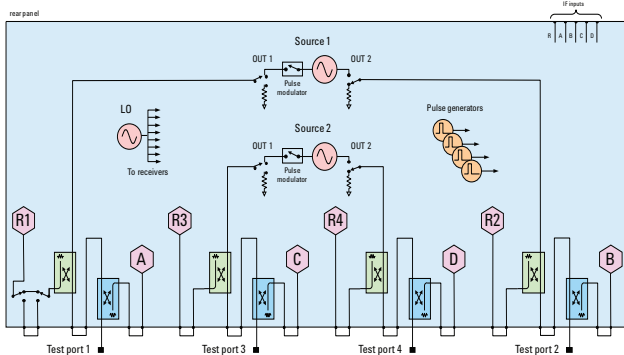 IF inputs
rear panel
R A B C D
Source 1
OUT 1 OUT 2
Pulse
modulator
LO
To receivers
Pulse generators
Source 2
OUT 1 OUT 2
Pulse
modulator
R1 R3 R4 R2
A C D B
Test port 1 Test port 3 Test port 4 Test port 2